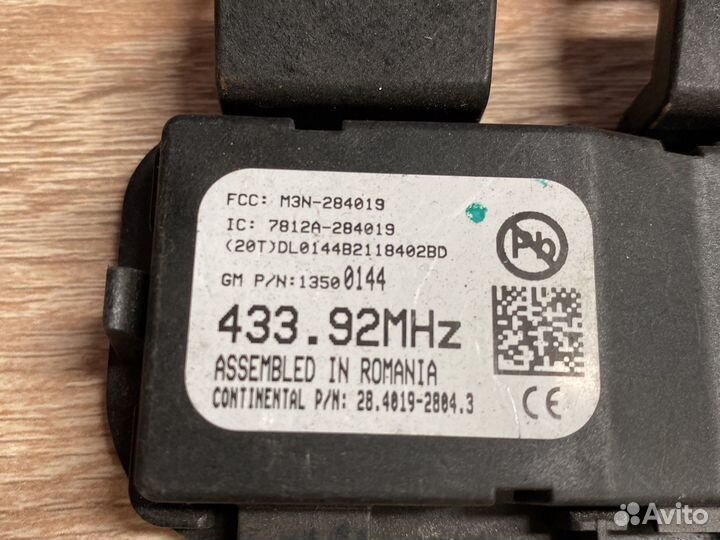 FCC: M3N-284019
IC: 7812A-284019
(20T)DL0144B2118402BD
GM P/N:13500144
433.92MHz
ASSEMBLED IN ROMANIA
CONTINENTAL P/N: 28.4019-2804.3
Pb
CE
Avito